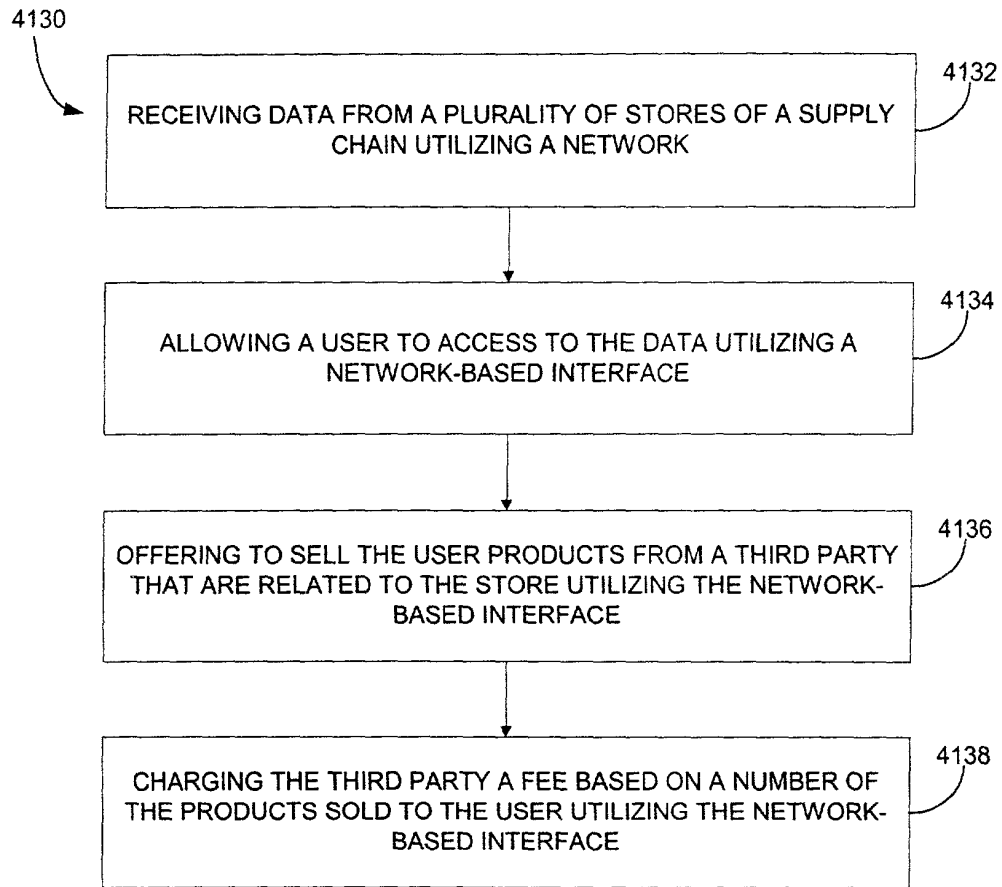 4130
4132
RECEIVING DATA FROM A PLURALITY OF STORES OF A SUPPLY
CHAIN UTILIZING A NETWORK
4134
ALLOWING A USER TO ACCESS TO THE DATA UTILIZING A
NETWORK-BASED INTERFACE
4136
OFFERING TO SELL THE USER PRODUCTS FROM A THIRD PARTY
THAT ARE RELATED TO THE STORE UTILIZING THE NETWORK-
BASED INTERFACE
4138
CHARGING THE THIRD PARTY A FEE BASED ON A NUMBER OF
THE PRODUCTS SOLD TO THE USER UTILIZING THE NETWORK-
BASED INTERFACE